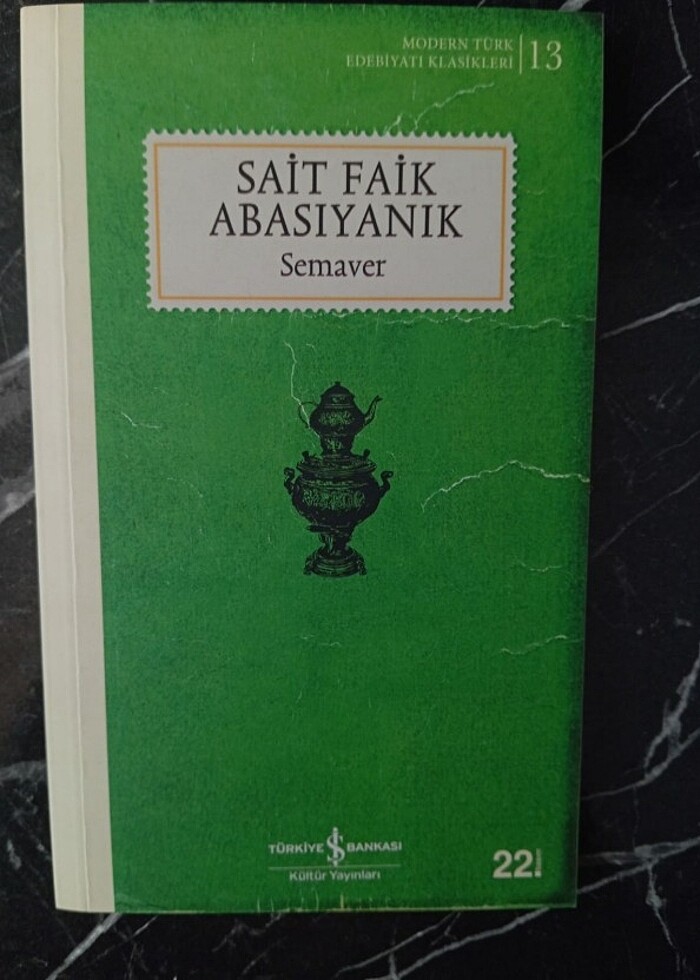 MODERN TÜRK
EDEBİYATI KLASİKLERİ 13
SAİT FAİK
ABASIYANIK
Semaver
TÜRKİYE İŞ BANKASI
Kültür Yayınları
22.